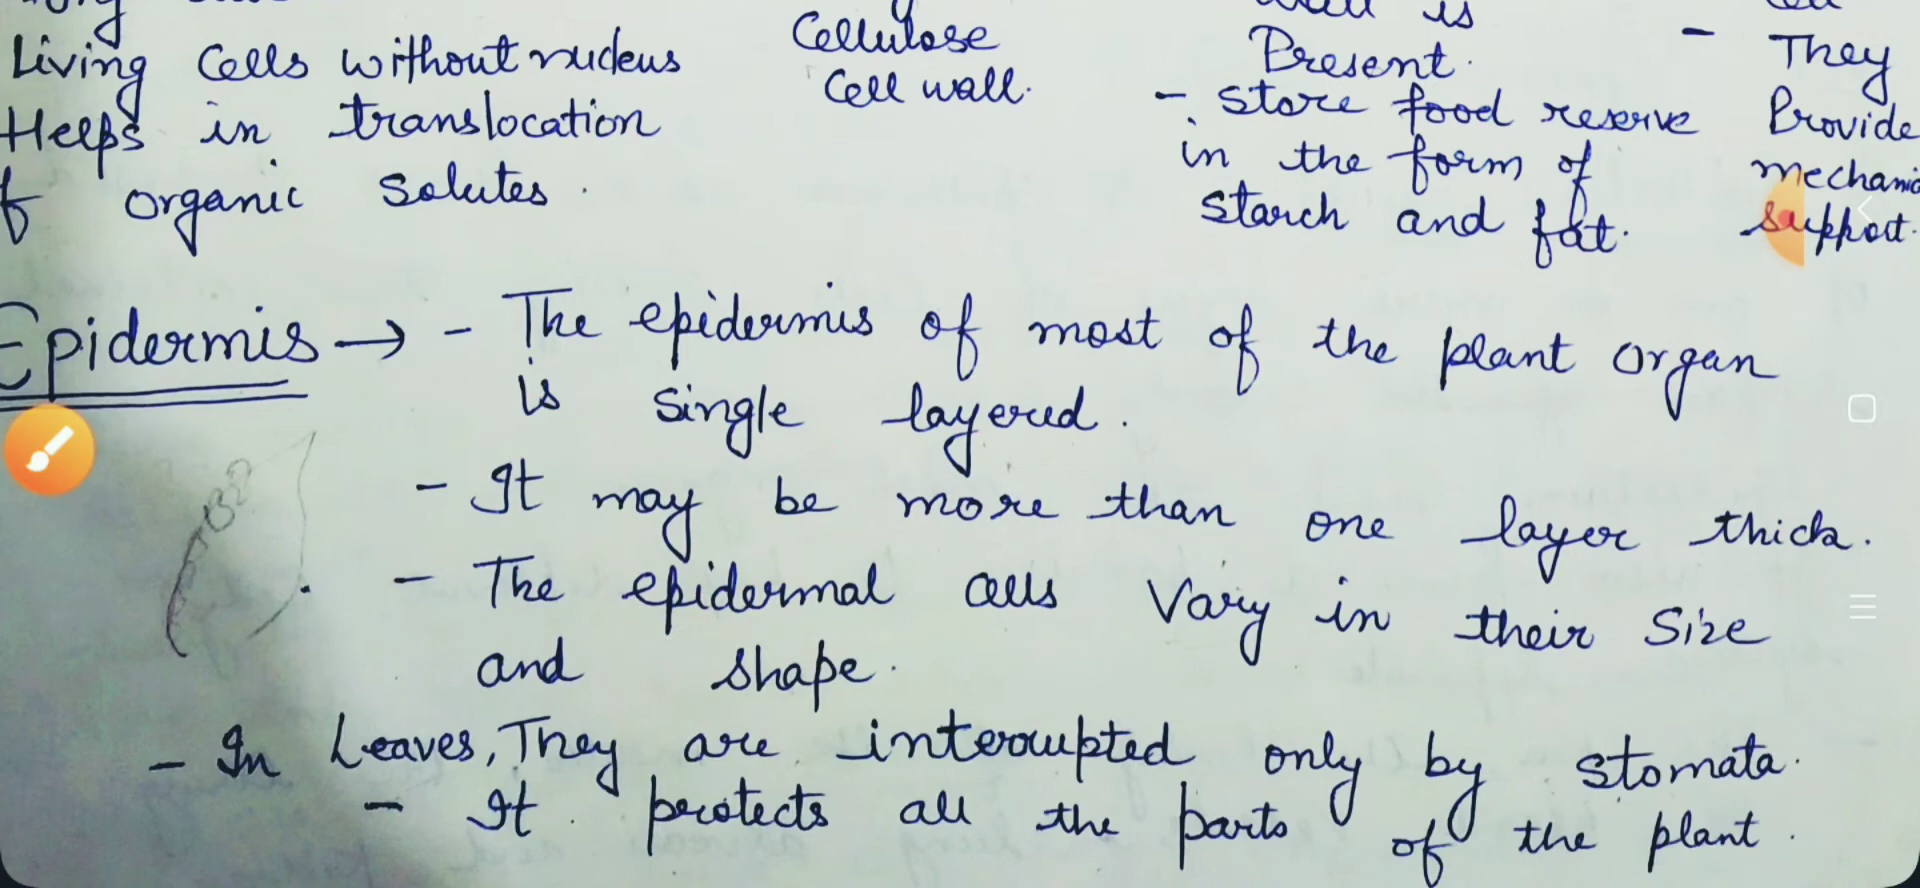 Living Cells without nucleus
Helps in translocation
of organic Solutes.
Cellulose
Cell wall.
wall is
Present.
- Store food reserve
in the form of
Starch and fat.
- They
Provide
mechanic
support.
Epidermis → - The epidermis of most of the plant organ
is single layered.
- It may be more than one layer thick.
- The epidermal cells Vary in their Size
and shape.
- In Leaves, They are interrupted only by stomata.
- It protects all the parts of the plant.